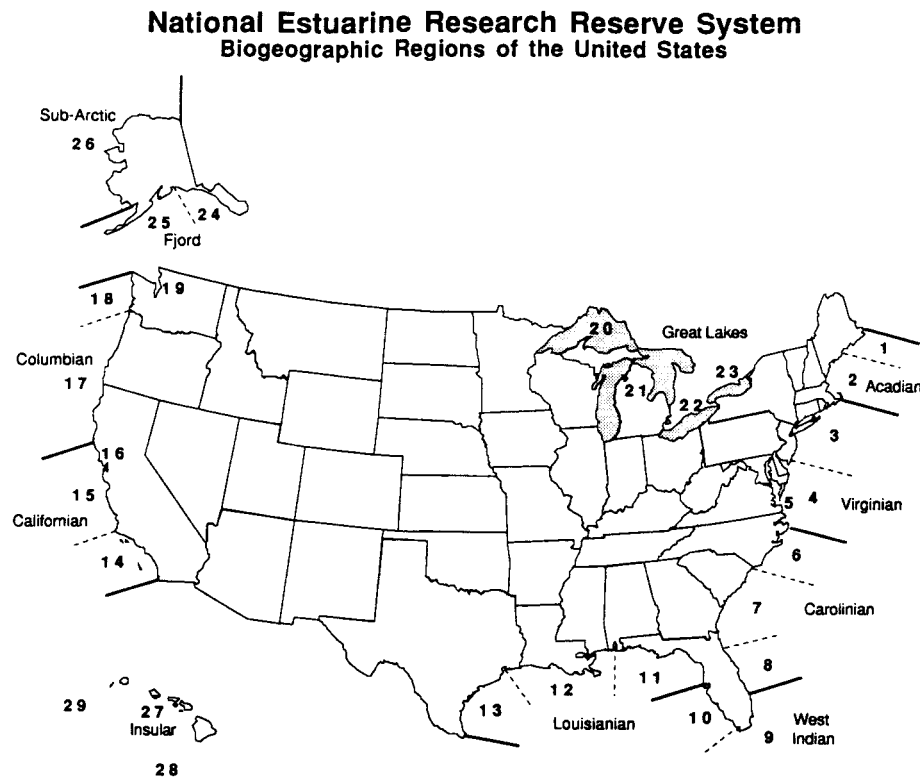 National Estuarine Research Reserve System
Biogeographic Regions of the United States
Sub-Arctic
26
25
24
Fjord
18
19
20
Great Lakes
1
Columbian
17
21
22
23
2
Acadian
3
16
15
Californian
14
4
Virginian
5
6
7
Carolinian
8
29
27
Insular
28
13
12
Louisianian
11
10
9
West
Indian